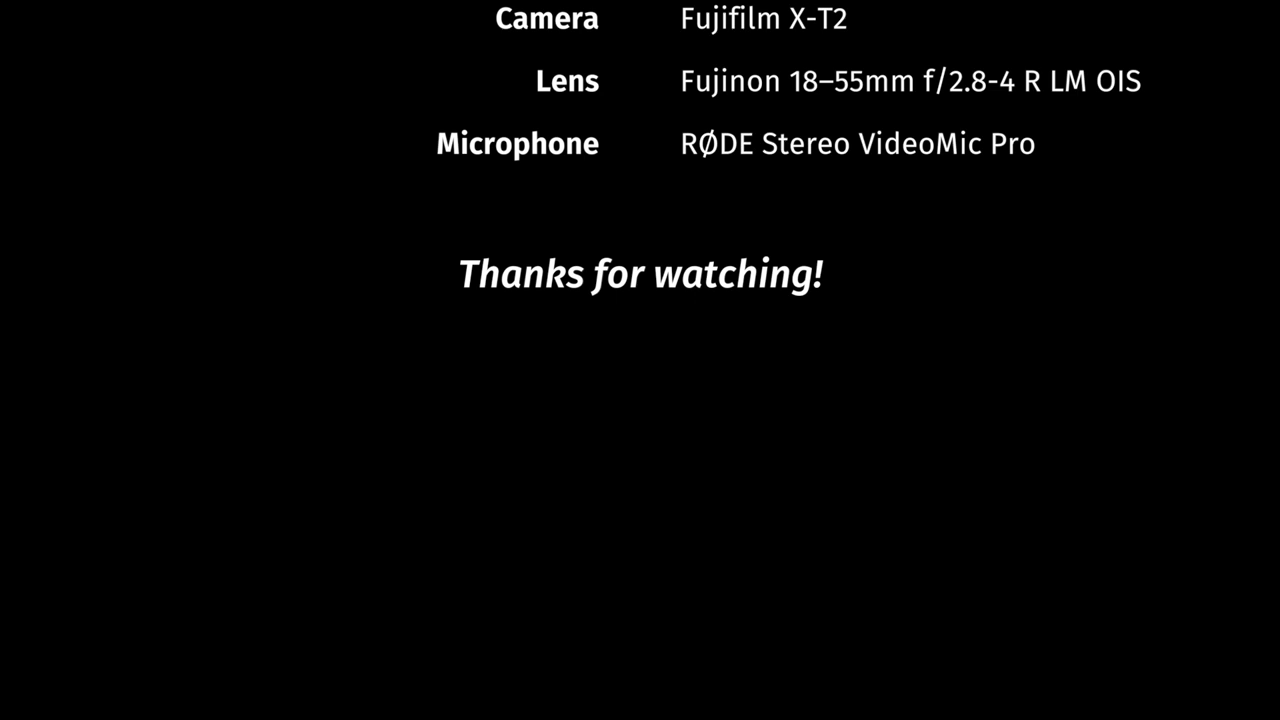 Camera Fujifilm X-T2
Lens Fujinon 18–55mm f/2.8-4 R LM OIS
Microphone RØDE Stereo VideoMic Pro
Thanks for watching!